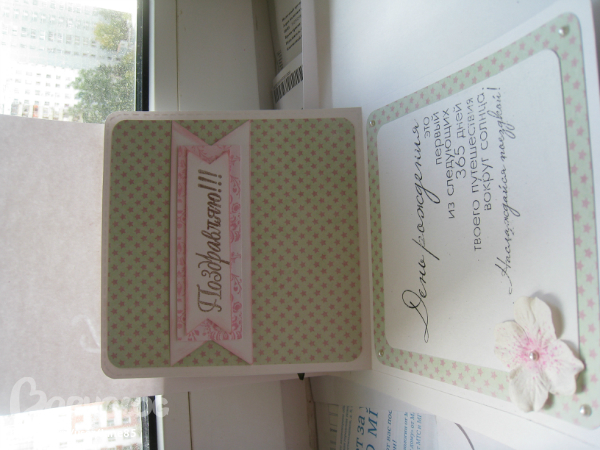 Поздравляю!!!
День рождения
это
первый
из следующих
365 дней
твоего путешествия
вокруг солнца.
Наслаждайся поездкой!